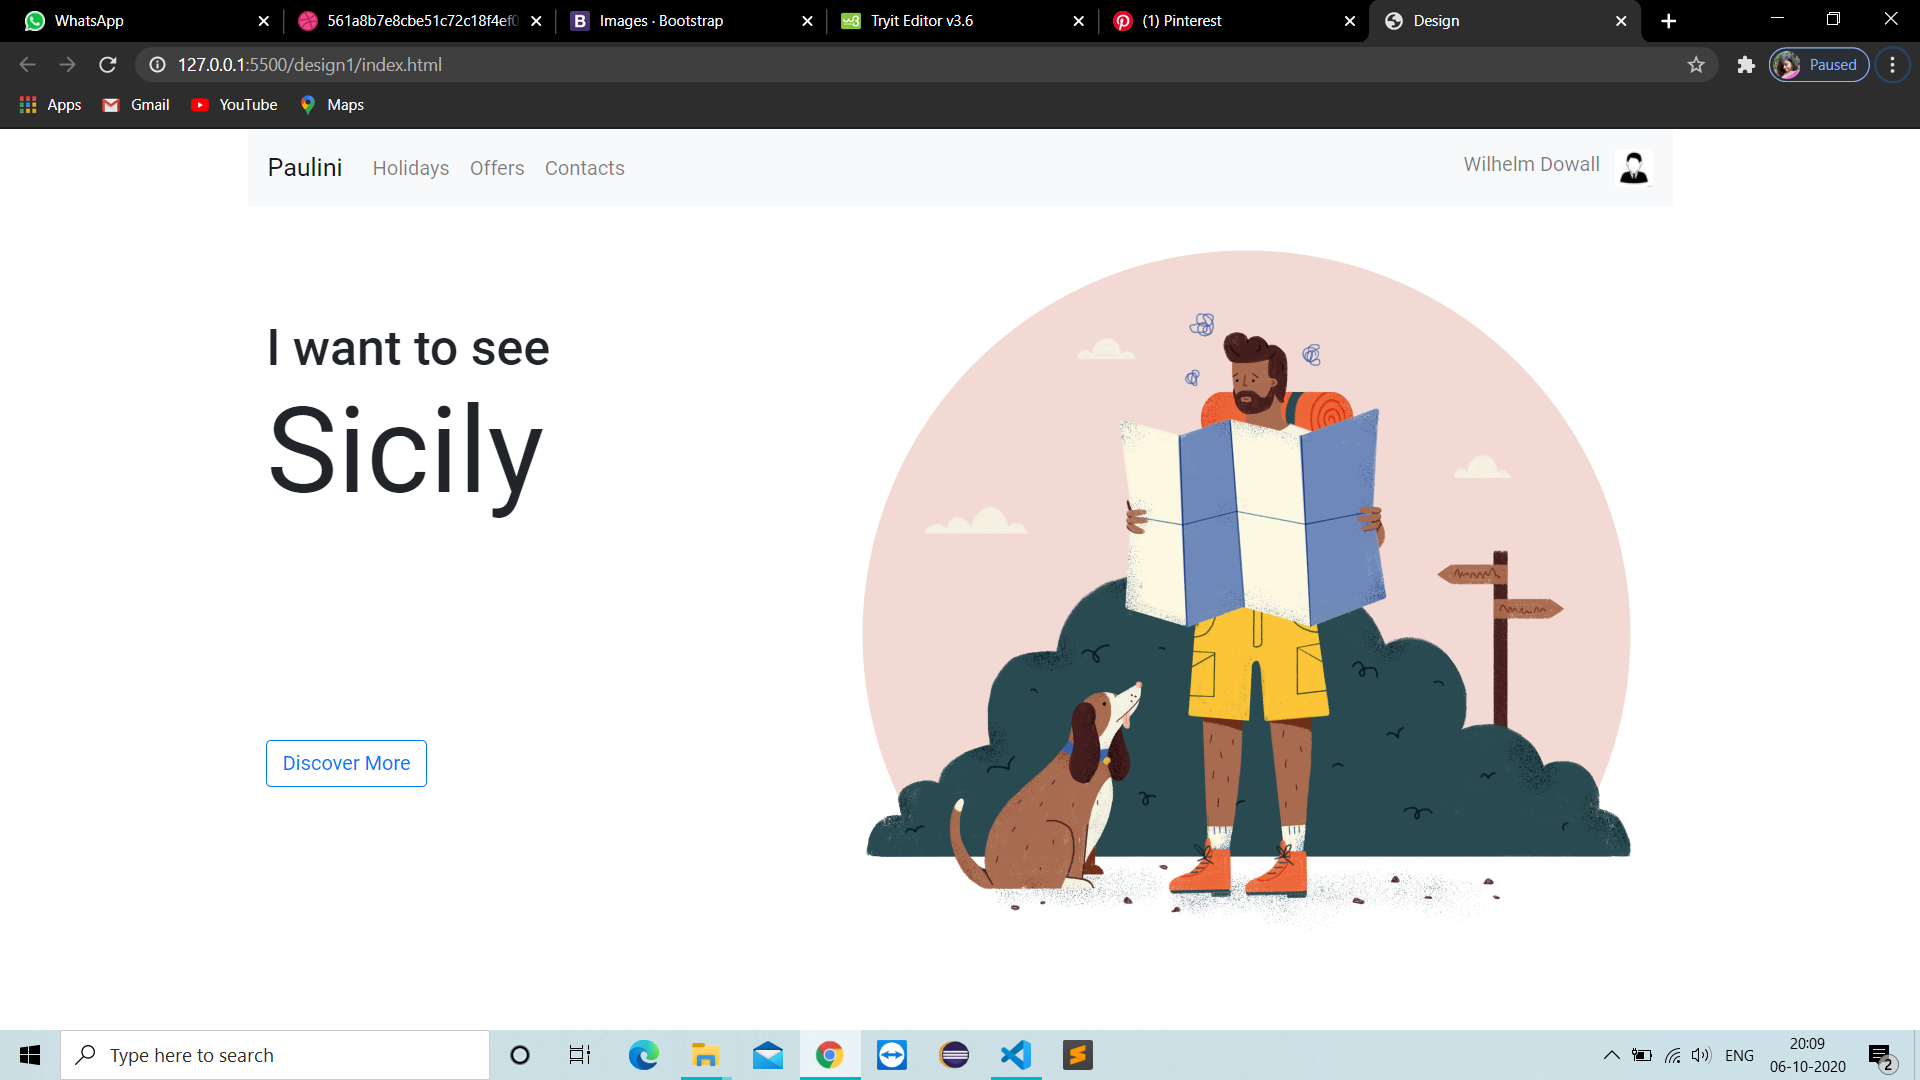 WhatsApp
561a8b7e8cbe51c72c18f4ef0
Images · Bootstrap
Tryit Editor v3.6
(1) Pinterest
Design
127.0.0.1:5500/design1/index.html
Paused
Apps
Gmail
YouTube
Maps
Paulini
Holidays
Offers
Contacts
Wilhelm Dowall
I want to see
Sicily
Discover More
Type here to search
ENG
20:09
06-10-2020
2